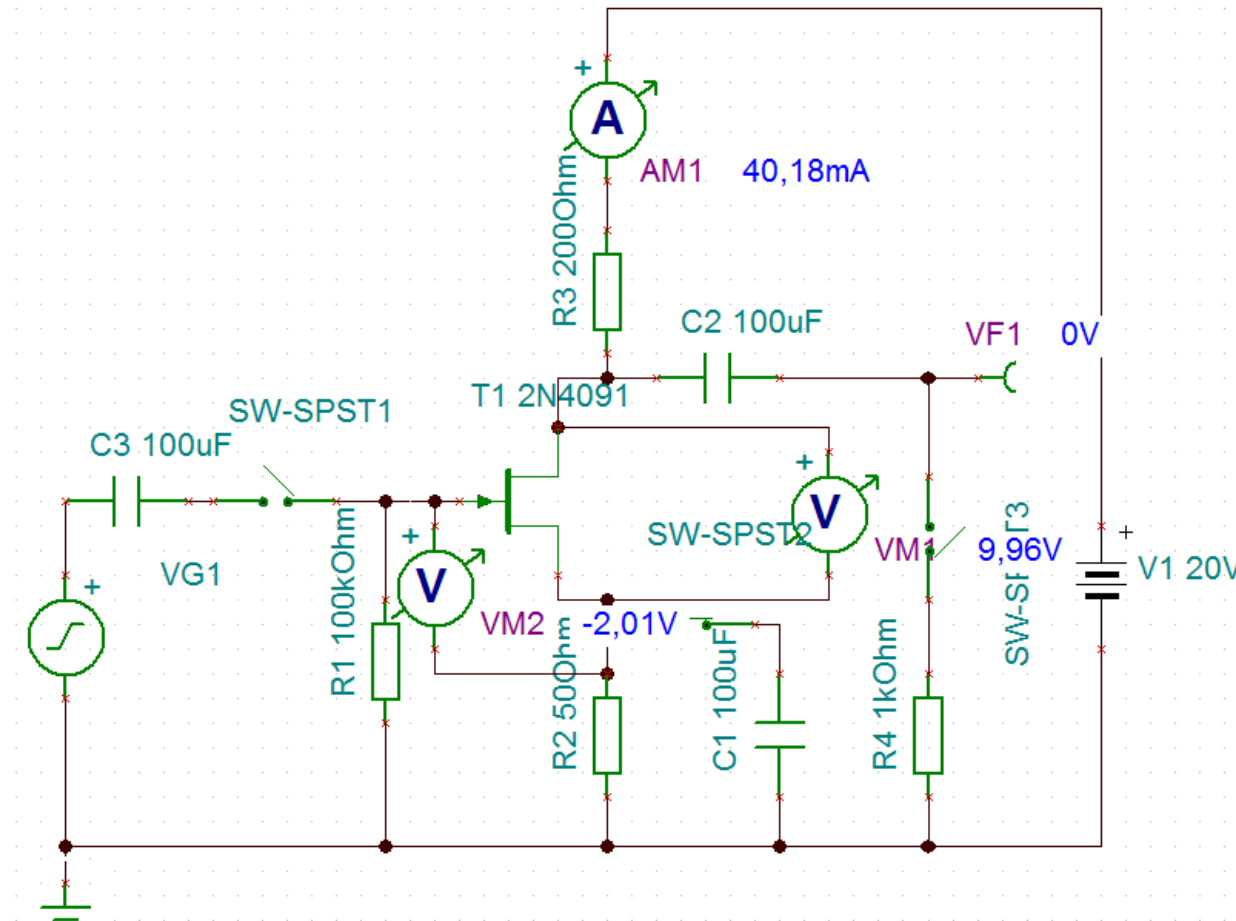 +
A
AM1 40,18mA
R3 200Ohm
C2 100uF
VF1 0V
T1 2N4091
SW-SPST1
C3 100uF
+
V
SW-SPST2
VM1 9,96V
+
V1 20V
+
V
VG1
+
R1 100kOhm
VM2 -2,01V
R2 50Ohm
C1 100uF
R4 1kOhm